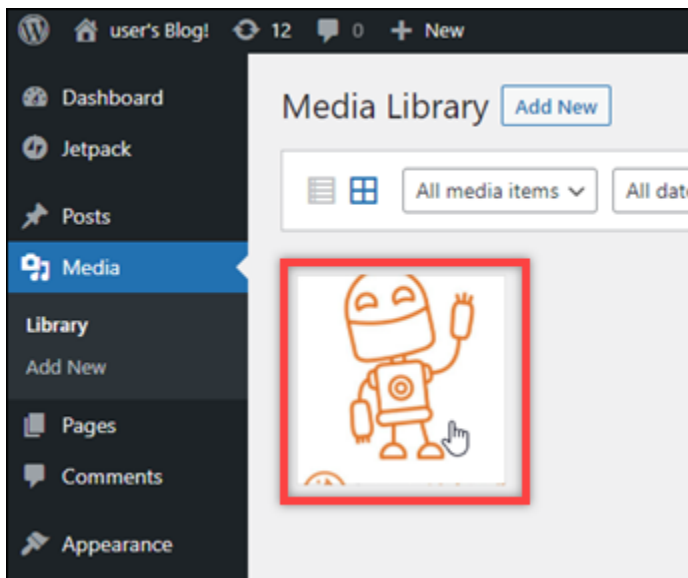 user's Blog! 12 0 New
Dashboard
Jetpack
Posts
Media
Library
Add New
Pages
Comments
Appearance
Media Library Add New
All media items All date